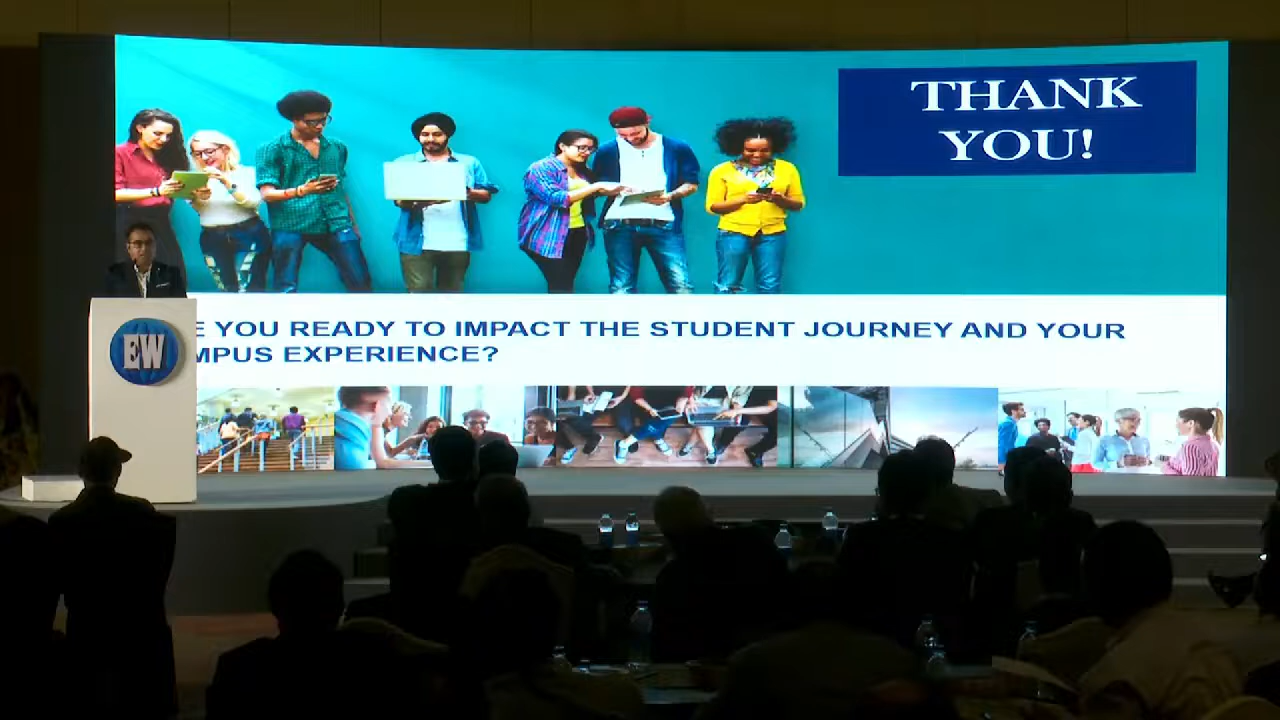 THANK
YOU!
E YOU READY TO IMPACT THE STUDENT JOURNEY AND YOUR
MPUS EXPERIENCE?
EW